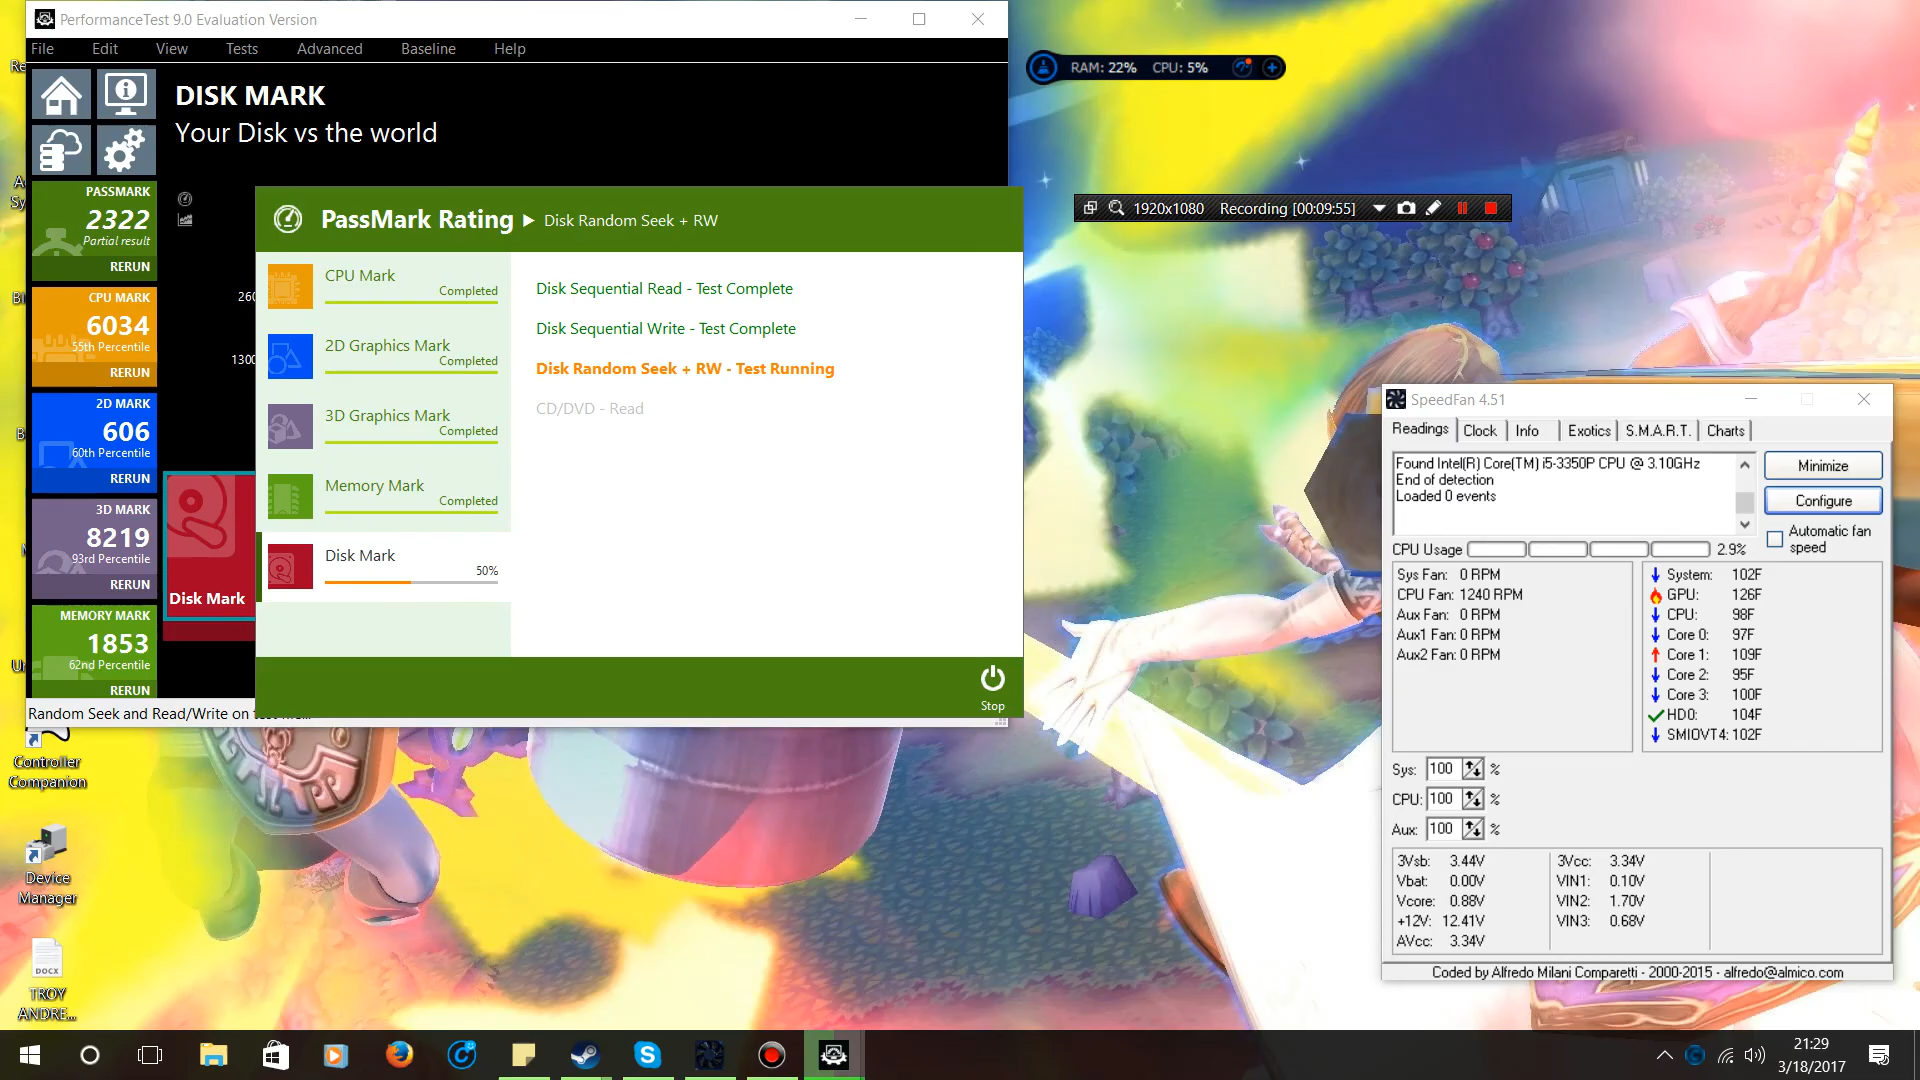 PerformanceTest 9.0 Evaluation Version
File Edit View Tests Advanced Baseline Help
DISK MARK
Your Disk vs the world
PASSMARK
2322
Partial result
RERUN
CPU MARK
6034
55th Percentile
RERUN
2D MARK
606
60th Percentile
RERUN
3D MARK
8219
93rd Percentile
RERUN
MEMORY MARK
1853
62nd Percentile
RERUN
260
1300
Disk Mark
Random Seek and Read/Write on
PassMark Rating Disk Random Seek + RW
CPU Mark
Completed
2D Graphics Mark
Completed
3D Graphics Mark
Completed
Memory Mark
Completed
Disk Mark
50%
Disk Sequential Read - Test Complete
Disk Sequential Write - Test Complete
Disk Random Seek + RW - Test Running
CD/DVD - Read
Stop
RAM: 22% CPU: 5%
1920x1080 Recording [00:09:55]
SpeedFan 4.51
Readings Clock Info Exotics S.M.A.R.T. Charts
Found Intel(R) Core(TM) i5-3350P CPU @ 3.10GHz
End of detection
Loaded 0 events
Minimize
Configure
CPU Usage 2.9%
Automatic fan
speed
Sys Fan: 0 RPM
CPU Fan: 1240 RPM
Aux Fan: 0 RPM
Aux1 Fan: 0 RPM
Aux2 Fan: 0 RPM
System: 102F
GPU: 126F
CPU: 98F
Core 0: 97F
Core 1: 109F
Core 2: 95F
Core 3: 100F
HD0: 104F
SMIOVT4: 102F
Sys: 100 %
CPU: 100 %
Aux: 100 %
3Vsb: 3.44V
Vbat: 0.00V
Vcore: 0.88V
+12V: 12.41V
AVcc: 3.34V
3Vcc: 3.34V
VIN1: 0.10V
VIN2: 1.70V
VIN3: 0.68V
Coded by Alfredo Milani Comparetti - 2000-2015 - alfredo@almico.com
Controller
Companion
Device
Manager
DOCX
TROY
ANDRE...
21:29
3/18/2017